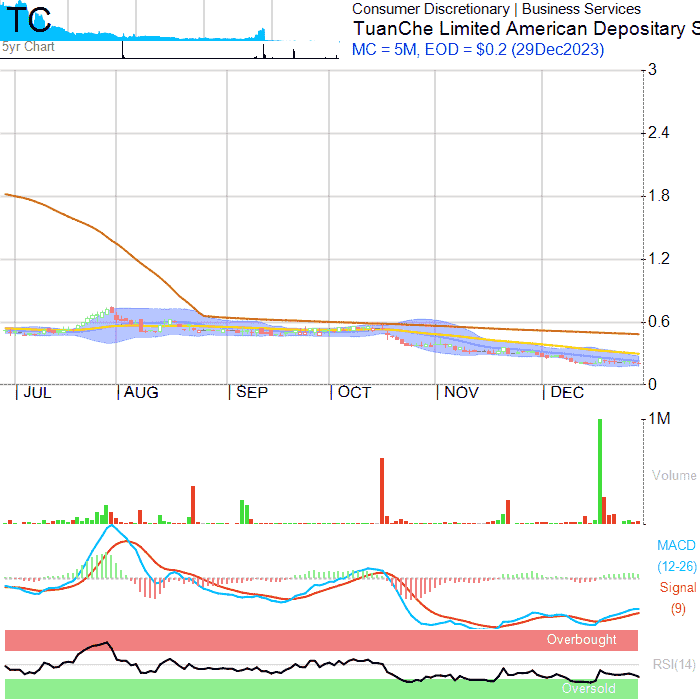 TC
Consumer Discretionary | Business Services
TuanChe Limited American Depositary S
5yr Chart
MC = 5M, EOD = $0.2 (29Dec2023)
3
2.4
1.8
1.2
0.6
0
JUL AUG SEP OCT NOV DEC
1M
Volume
MACD
(12-26)
Signal
(9)
Overbought
RSI(14)
Oversold